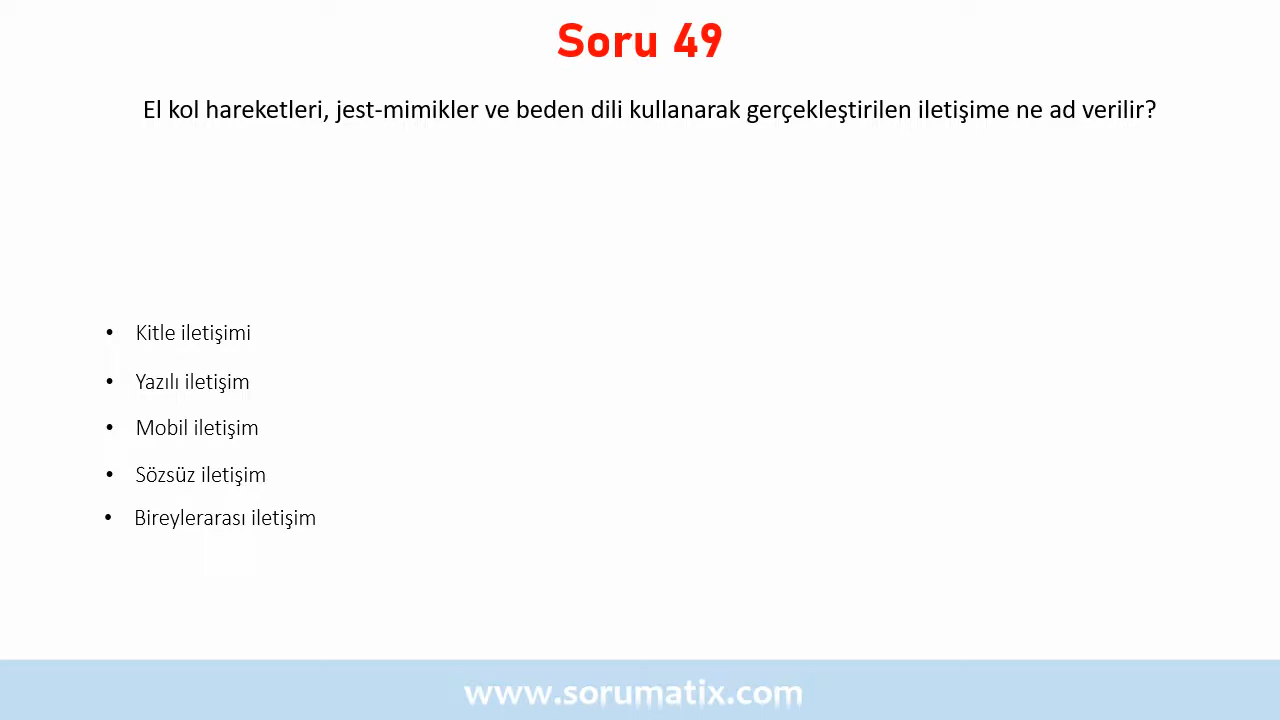 Soru 49
El kol hareketleri, jest-mimikler ve beden dili kullanarak gerçekleştirilen iletişime ne ad verilir?
• Kitle iletişimi
• Yazılı iletişim
• Mobil iletişim
• Sözsüz iletişim
• Bireylerarası iletişim
www.sorumatix.com